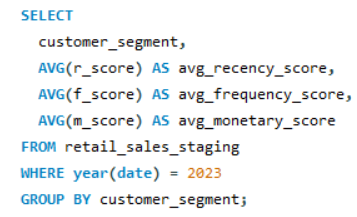 SELECT
customer_segment,
AVG(r_score) AS avg_recency_score,
AVG(f_score) AS avg_frequency_score,
AVG(m_score) AS avg_monetary_score
FROM retail_sales_staging
WHERE year(date) = 2023
GROUP BY customer_segment;